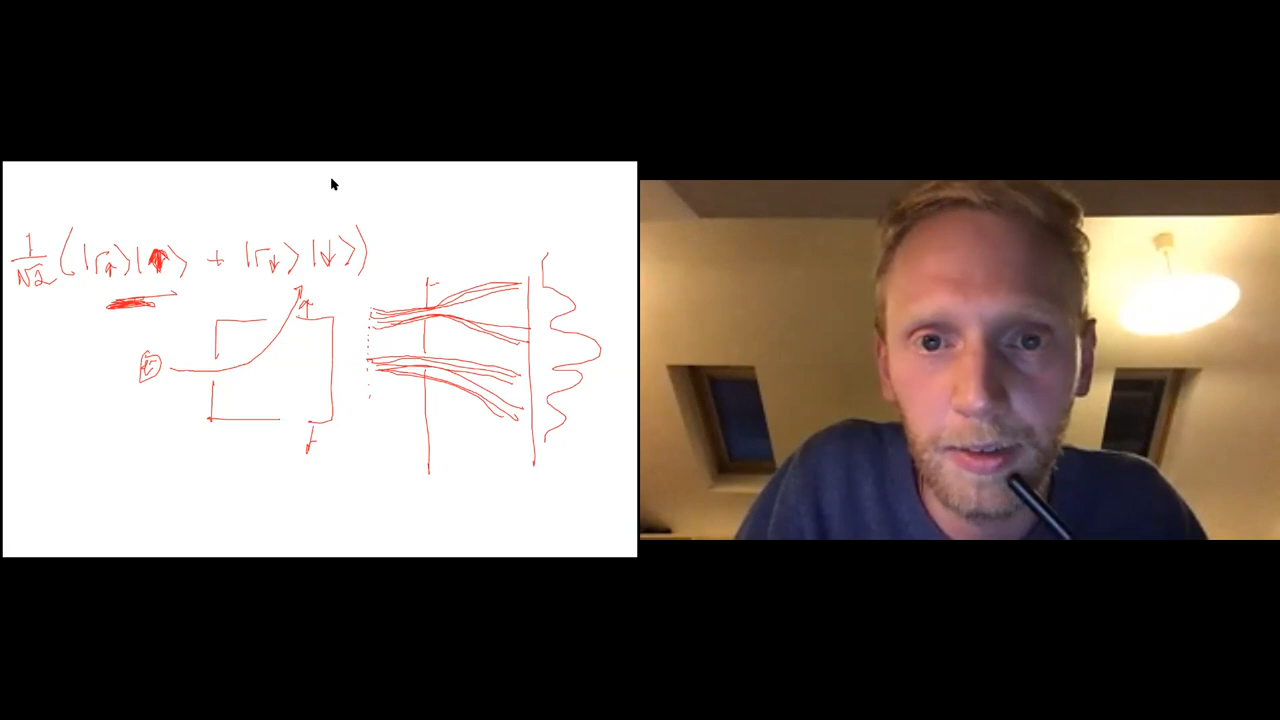 1/√2 (|r↑⟩|↑⟩ + |r↓⟩|↓⟩)
e⁻